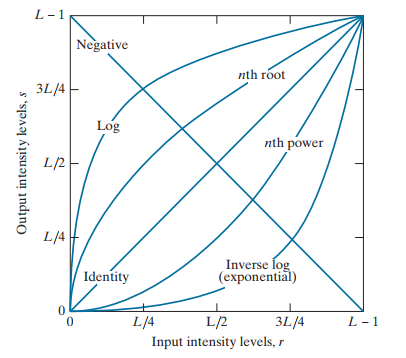 L – 1
Negative
nth root
3L/4
Log
nth power
L/2
Output intensity levels, s
L/4
Identity
Inverse log
(exponential)
0
0
L/4
L/2
3L/4
L – 1
Input intensity levels, r